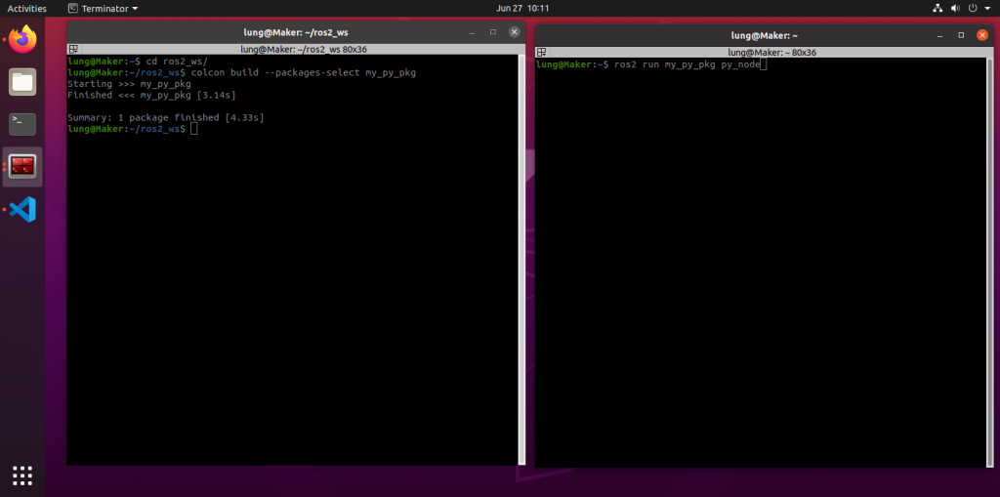 Activities
Terminator
Jun 27 10:11
lung@Maker: ~/ros2_ws
lung@Maker: ~/ros2_ws 80x36
lung@Maker:~$ cd ros2_ws/
lung@Maker:~/ros2_ws$ colcon build --packages-select my_py_pkg
Starting >>> my_py_pkg
Finished <<< my_py_pkg [3.14s]
Summary: 1 package finished [4.33s]
lung@Maker:~/ros2_ws$
lung@Maker: ~
lung@Maker: ~ 80x36
lung@Maker:~$ ros2 run my_py_pkg py_node